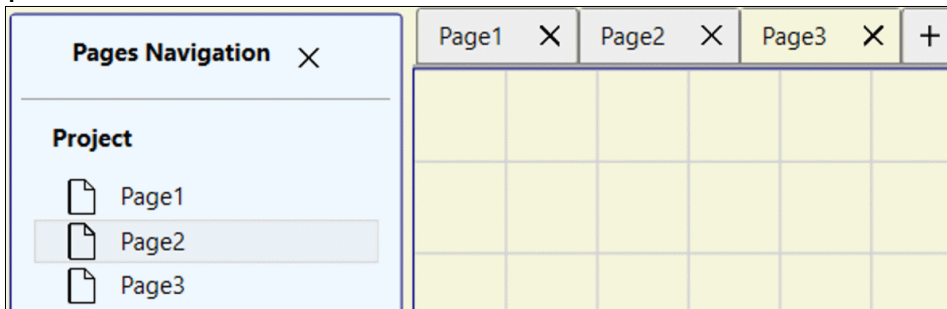 Pages Navigation
Project
Page1
Page2
Page3
Page1 Page2 Page3 +